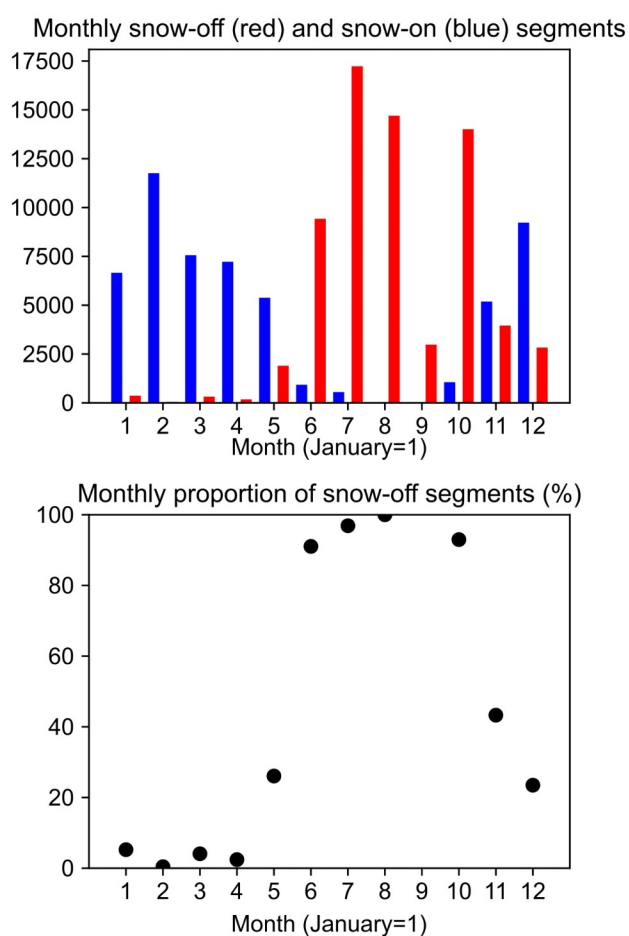 Monthly snow-off (red) and snow-on (blue) segments
17500
15000
12500
10000
7500
5000
2500
0
1 2 3 4 5 6 7 8 9 10 11 12
Month (January=1)
Monthly proportion of snow-off segments (%)
100
80
60
40
20
0
1 2 3 4 5 6 7 8 9 10 11 12
Month (January=1)